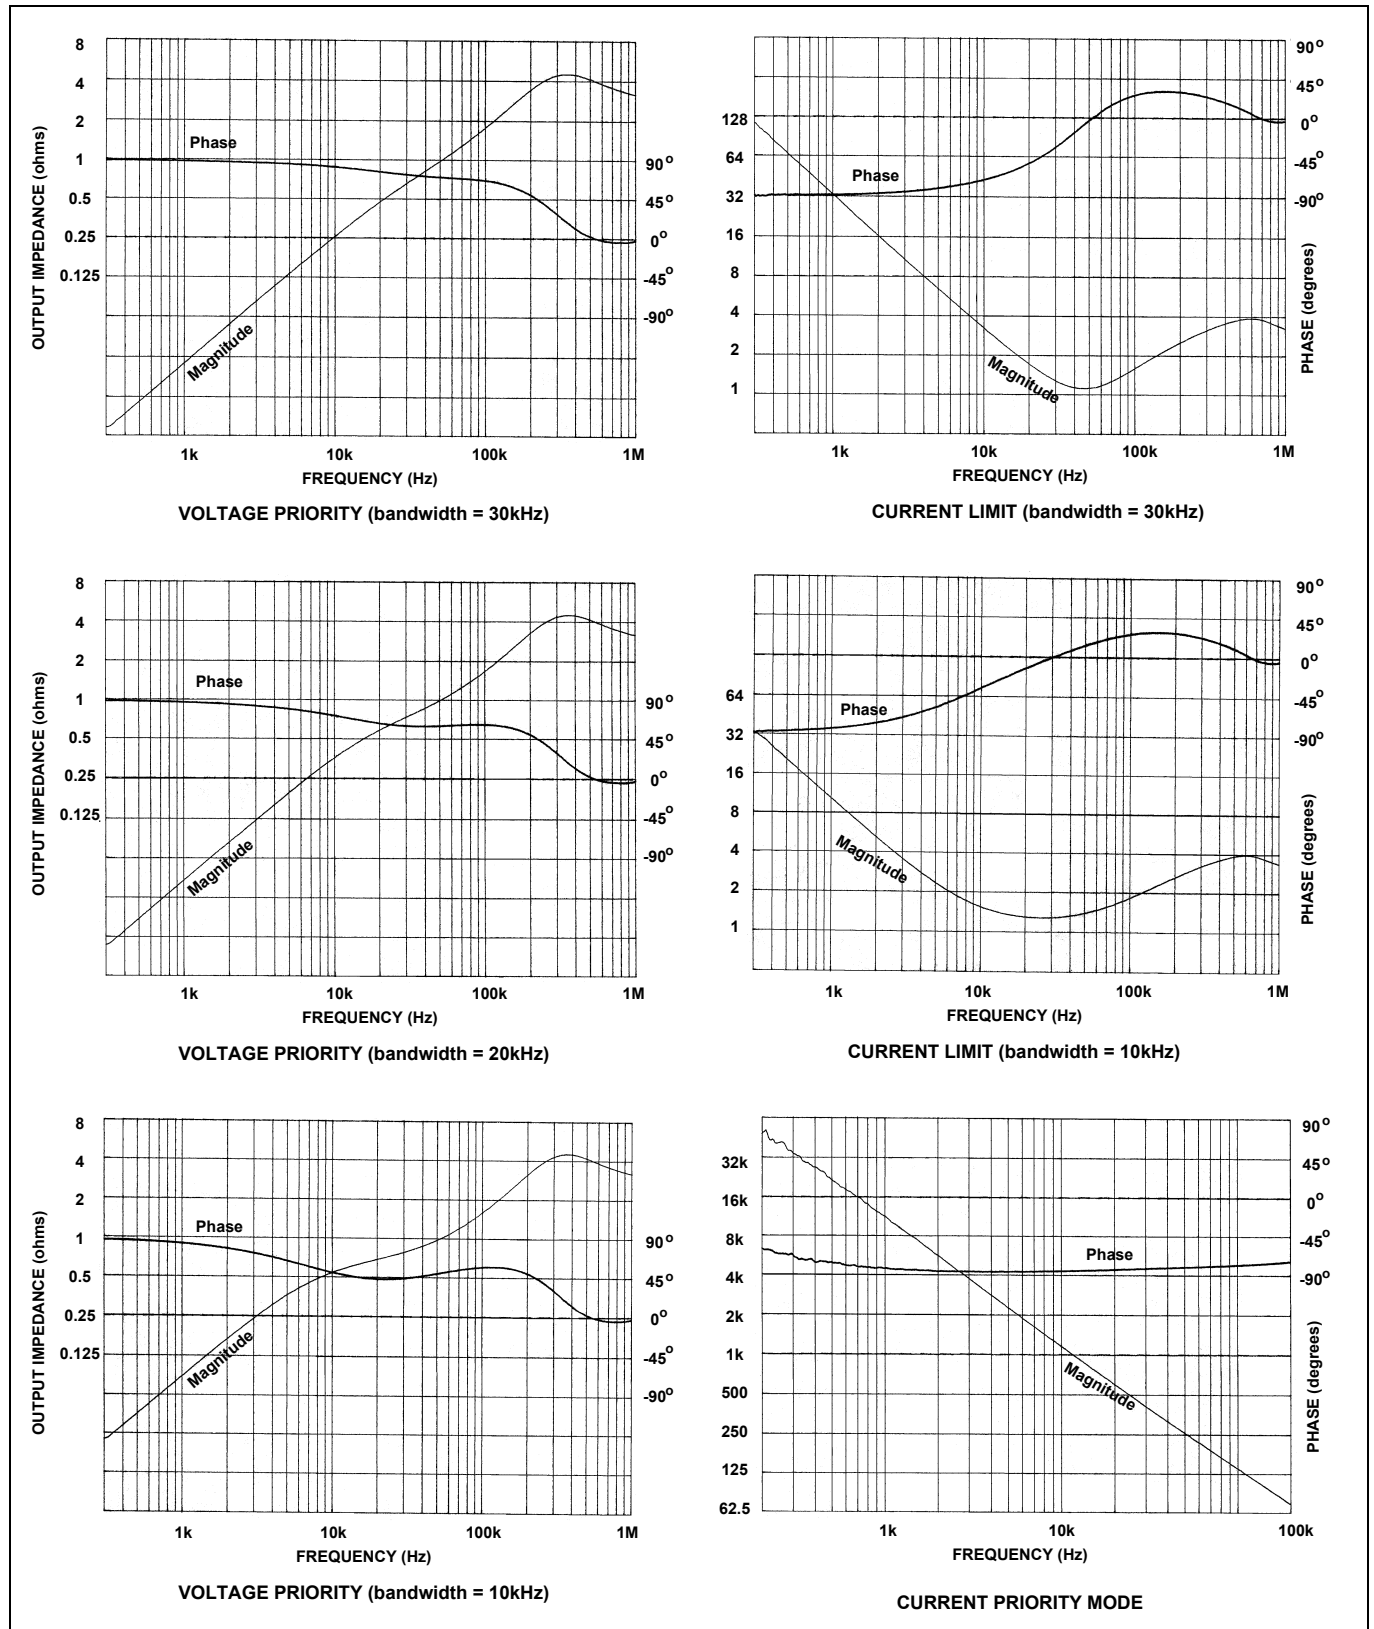 8
4
2
1
0.5
0.25
0.125
OUTPUT IMPEDANCE (ohms)
Phase
Magnitude
90°
45°
0°
-45°
-90°
1k 10k 100k 1M
FREQUENCY (Hz)
VOLTAGE PRIORITY (bandwidth = 30kHz)
128
64
32
16
8
4
2
1
Phase
Magnitude
90°
45°
0°
-45°
-90°
PHASE (degrees)
1k 10k 100k 1M
FREQUENCY (Hz)
CURRENT LIMIT (bandwidth = 30kHz)
8
4
2
1
0.5
0.25
0.125
OUTPUT IMPEDANCE (ohms)
Phase
Magnitude
90°
45°
0°
-45°
-90°
1k 10k 100k 1M
FREQUENCY (Hz)
VOLTAGE PRIORITY (bandwidth = 20kHz)
64
32
16
8
4
2
1
Phase
Magnitude
90°
45°
0°
-45°
-90°
PHASE (degrees)
1k 10k 100k 1M
FREQUENCY (Hz)
CURRENT LIMIT (bandwidth = 10kHz)
8
4
2
1
0.5
0.25
0.125
OUTPUT IMPEDANCE (ohms)
Phase
Magnitude
90°
45°
0°
-45°
-90°
1k 10k 100k 1M
FREQUENCY (Hz)
VOLTAGE PRIORITY (bandwidth = 10kHz)
32k
16k
8k
4k
2k
1k
500
250
125
62.5
Phase
Magnitude
90°
45°
0°
-45°
-90°
PHASE (degrees)
1k 10k 100k
FREQUENCY (Hz)
CURRENT PRIORITY MODE